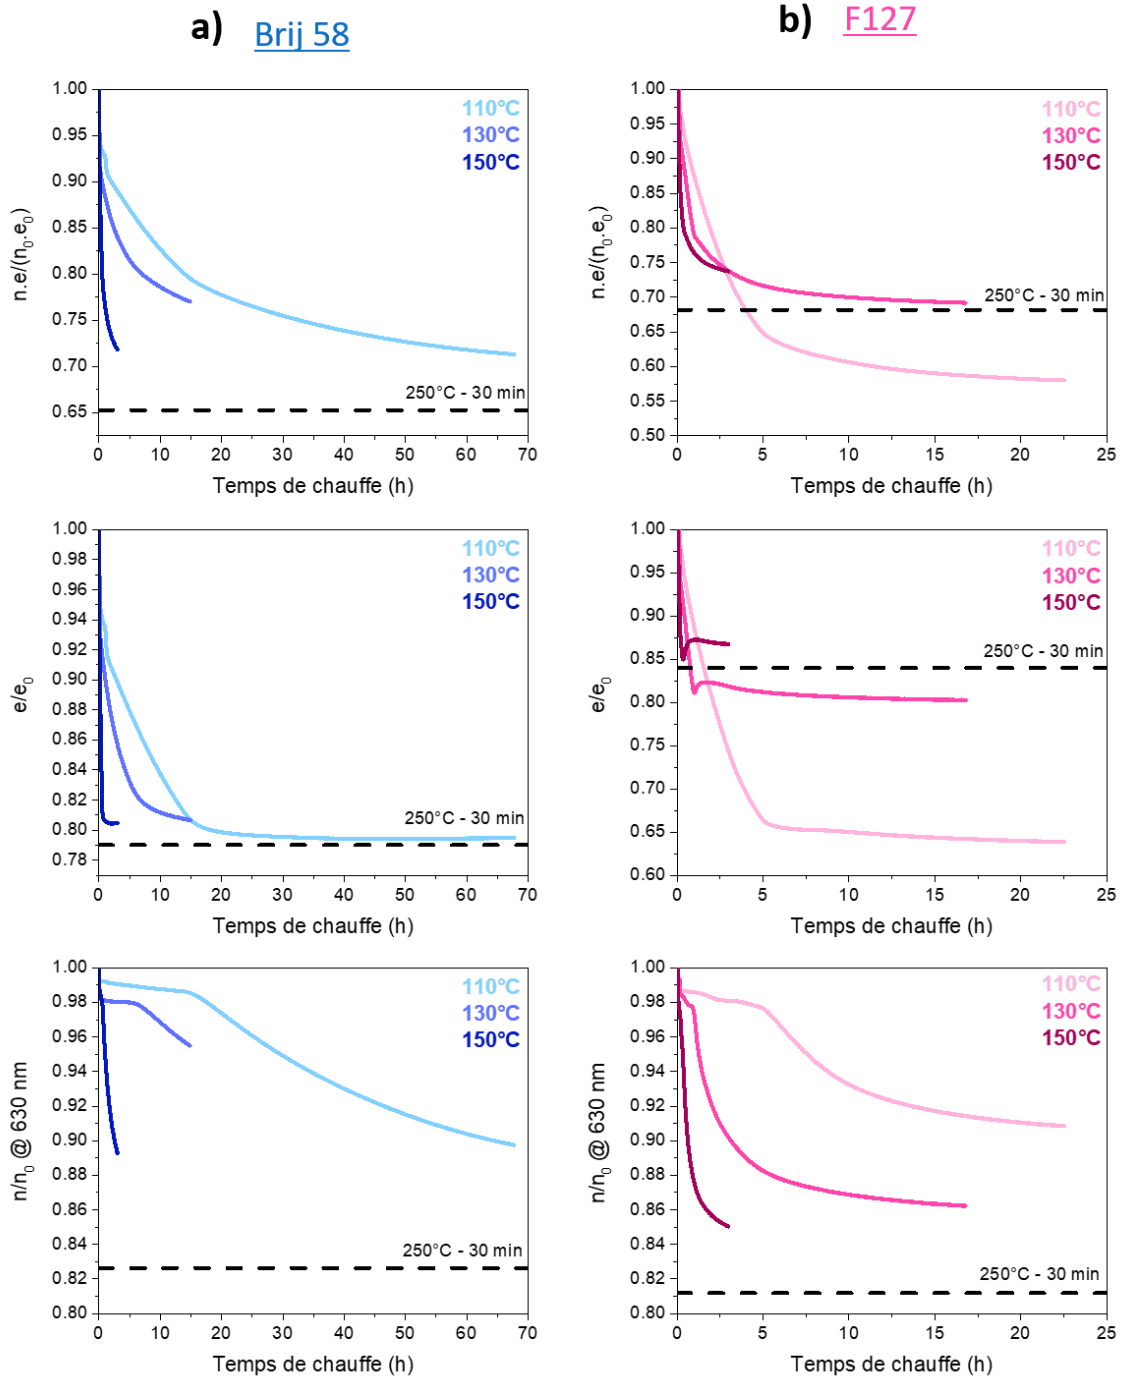 a) Brij 58
b) F127
1.00
0.95
0.90
0.85
0.80
0.75
0.70
0.65
n.e/(n0.e0)
110°C
130°C
150°C
250°C - 30 min
0 10 20 30 40 50 60 70
Temps de chauffe (h)
1.00
0.95
0.90
0.85
0.80
0.75
0.70
0.65
0.60
0.55
0.50
n.e/(n0.e0)
110°C
130°C
150°C
250°C - 30 min
0 5 10 15 20 25
Temps de chauffe (h)
1.00
0.98
0.96
0.94
0.92
0.90
0.88
0.86
0.84
0.82
0.80
0.78
e/e0
110°C
130°C
150°C
250°C - 30 min
0 10 20 30 40 50 60 70
Temps de chauffe (h)
1.00
0.95
0.90
0.85
0.80
0.75
0.70
0.65
0.60
e/e0
110°C
130°C
150°C
250°C - 30 min
0 5 10 15 20 25
Temps de chauffe (h)
1.00
0.98
0.96
0.94
0.92
0.90
0.88
0.86
0.84
0.82
0.80
n/n0 @ 630 nm
110°C
130°C
150°C
250°C - 30 min
0 10 20 30 40 50 60 70
Temps de chauffe (h)
1.00
0.98
0.96
0.94
0.92
0.90
0.88
0.86
0.84
0.82
0.80
n/n0 @ 630 nm
110°C
130°C
150°C
250°C - 30 min
0 5 10 15 20 25
Temps de chauffe (h)